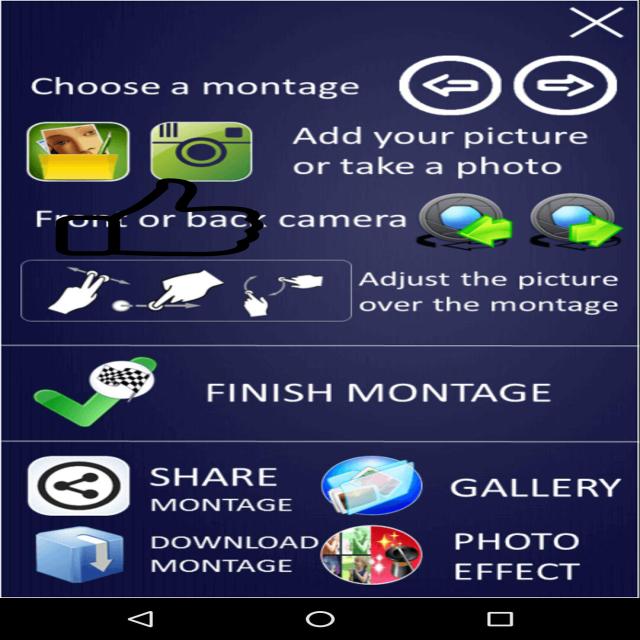 Choose a montage
Add your picture
or take a photo
Front or back camera
Adjust the picture
over the montage
FINISH MONTAGE
SHARE
MONTAGE
GALLERY
DOWNLOAD
MONTAGE
PHOTO
EFFECT